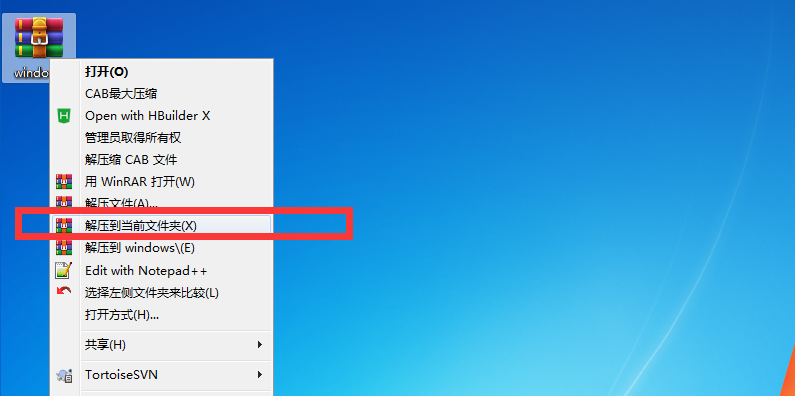 windo
打开(O)
CAB最大压缩
Open with HBuilder X
管理员取得所有权
解压缩 CAB 文件
用 WinRAR 打开(W)
解压文件(A)...
解压到当前文件夹(X)
解压到 windows\(E)
Edit with Notepad++
选择左侧文件夹来比较(L)
打开方式(H)...
共享(H)
TortoiseSVN